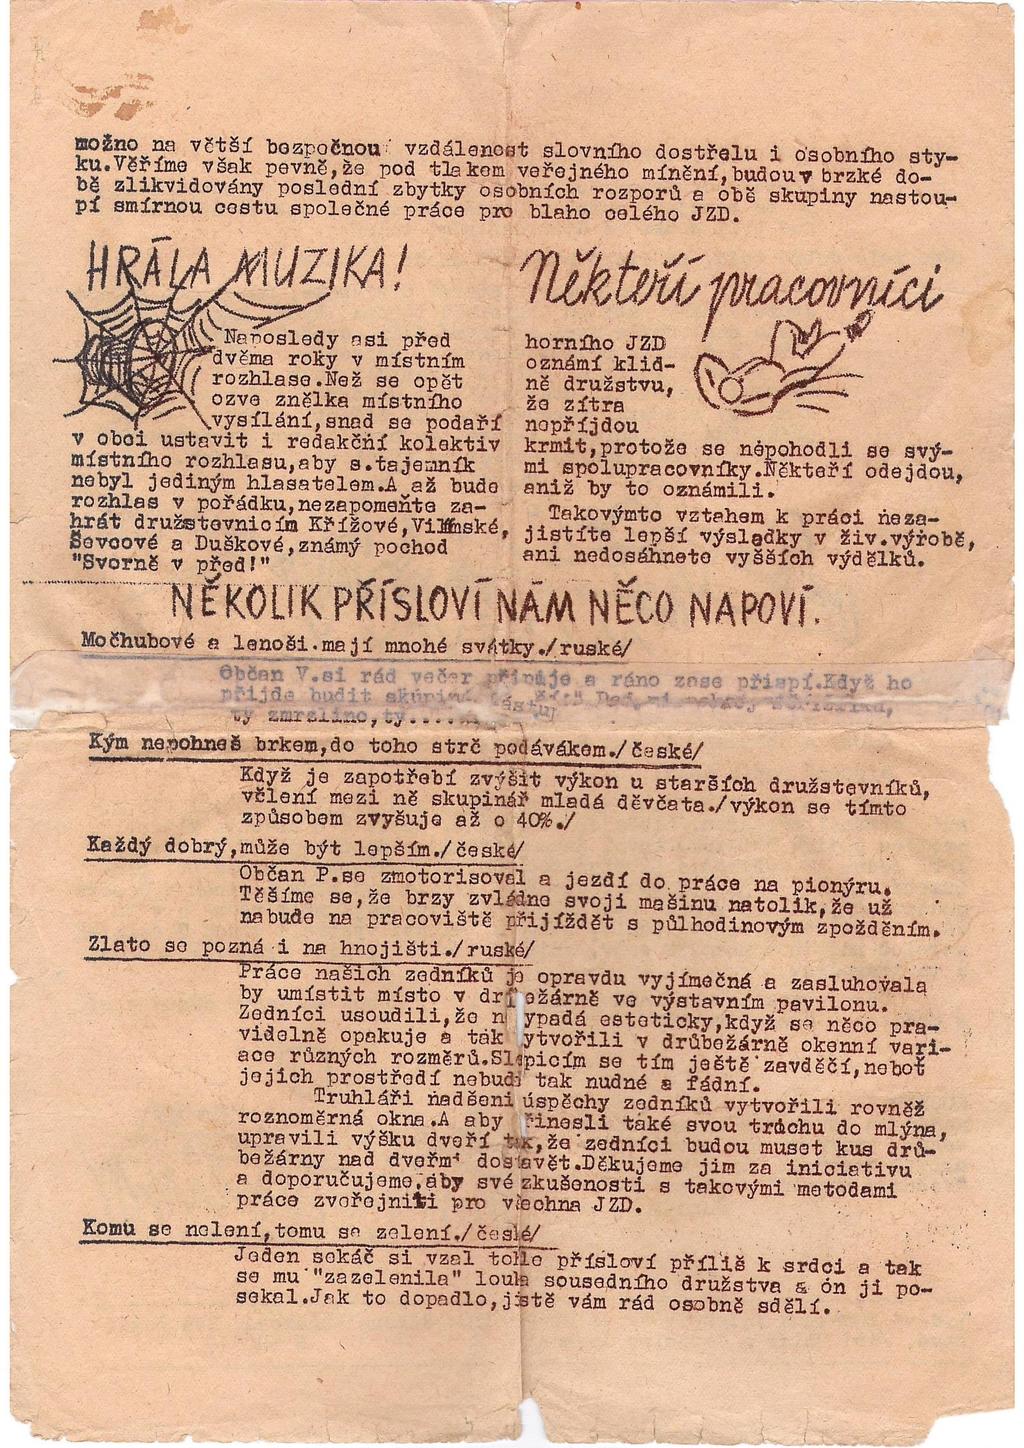 možno na větší bezpočnou vzdálenost slovního dostřelu i osobního sty-
ku.Věříme však pevně,že pod tlakem veřejného mínění,budou v brzké do-
bě zlikvidovány poslední zbytky osobních rozporů a obě skupiny nastou-
pí smírnou cestu společné práce pro blaho celého JZD.
HRÁLA MUZIKA!
Naposledy asi před
dvěma roky v místním
rozhlase.Než se opět
ozve znělka místního
vysílání,snad se podaří
v obci ustavit i redakční kolektiv
místního rozhlasu,aby s.tajemník
nebyl jediným hlasatelem.A až bude
rozhlas v pořádku,nezapomeňte za-
hrát družstevnicím Křížové,Vilímské,
Ševcové a Duškové,známý pochod
"Svorně v před!"
Někteří pracovníci
horního JZD
oznámí klid-
ně družstvu,
že zítra
nepříjdou
krmit,protože se nepohodli se svý-
mi spolupracovníky.Někteří odejdou,
aniž by to oznámili.
Takovýmto vztahem k práci neza-
jistíte lepší výsledky v živ.výrobě,
ani nedosáhnete vyšších výdělků.
NĚKOLIK PŘÍSLOVÍ NÁM NĚCO NAPOVÍ.
Močhubové a lenoši.mají mnohé svátky./ruské/
Občan V.si rád večer připije a ráno zase přispí.Když ho
přijde budit
ty zmrzlino,ty....
Kým nepohneš brkem,do toho strč podávákem./české/
Když je zapotřebí zvýšit výkon u starších družstevníků,
včlení mezi ně skupinář mladá děvčata./výkon se tímto
způsobem zvyšuje až o 40%./
Každý dobrý,může být lepším./české/
Občan P.se zmotorisoval a jezdí do práce na pionýru.
Těšíme se,že brzy zvládne svoji mašinu natolik,že už
nabude na pracoviště přijíždět s půlhodinovým zpožděním.
Zlato se pozná i na hnojišti./ruské/
Práce našich zedníků je opravdu vyjímečná a zasluhovala
by umístit místo v drůbežárně ve výstavním pavilonu.
Zedníci usoudili,že nevypadá esteticky,když se něco pra-
videlně opakuje a tak vytvořili v drůbežárně okenní vari-
ace různých rozměrů.Slepicím se tím ještě zavděčí,neboť
jejich prostředí nebude tak nudné a fádní.
Truhláři nadšeni úspěchy zedníků vytvořili rovněž
roznoměrná okna.A aby přinesli také svou tróchu do mlýna,
upravili výšku dveří tak,že zedníci budou muset kus drů-
bežárny nad dveřmi dostavět.Děkujeme jim za iniciativu
a doporučujeme,aby své zkušenosti s takovými metodami
práce zveřejnili pro všechna JZD.
Komu se nelení,tomu se zelení./české/
Jeden sekáč si vzal tohle přísloví příliš k srdci a tak
se mu "zazelenila" louka sousedního družstva & on ji po-
sekal.Jak to dopadlo,jistě vám rád osobně sdělí.